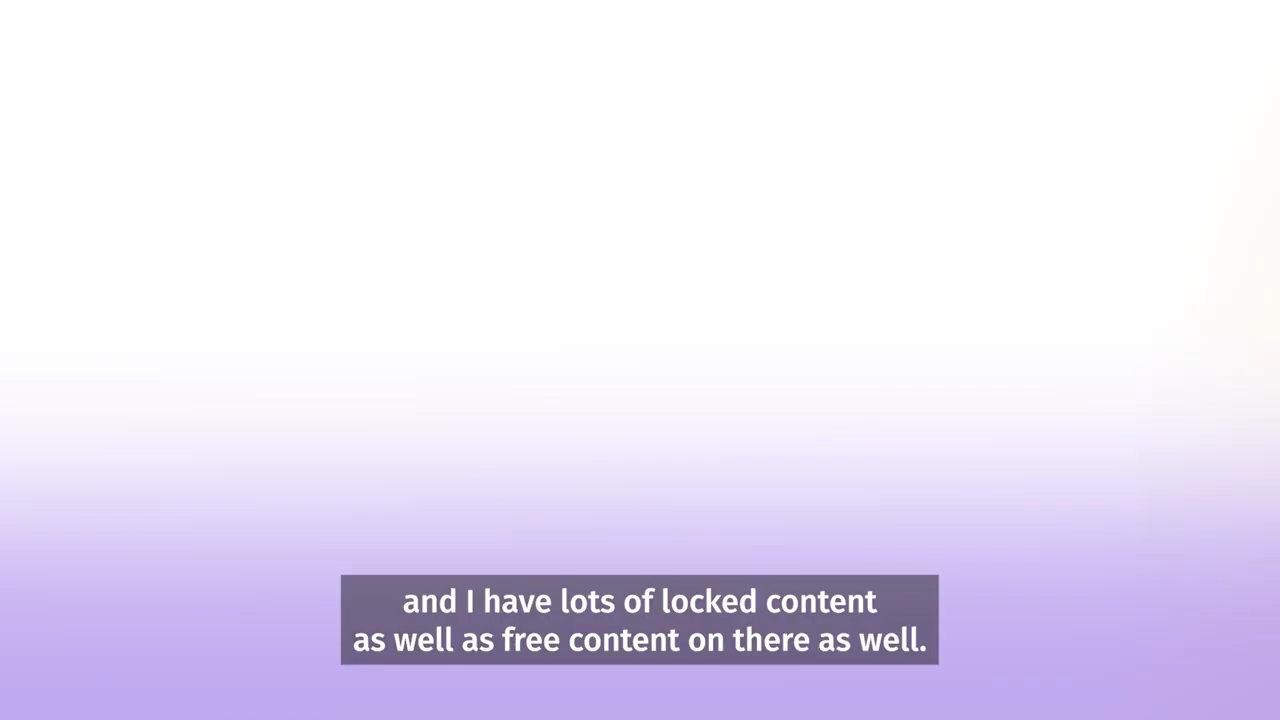 and I have lots of locked content
as well as free content on there as well.